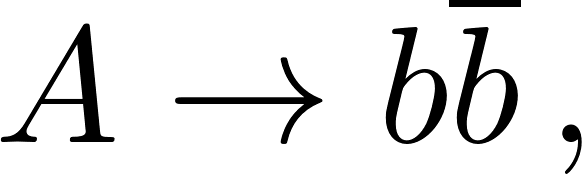 A ⟶ bb̅ ,